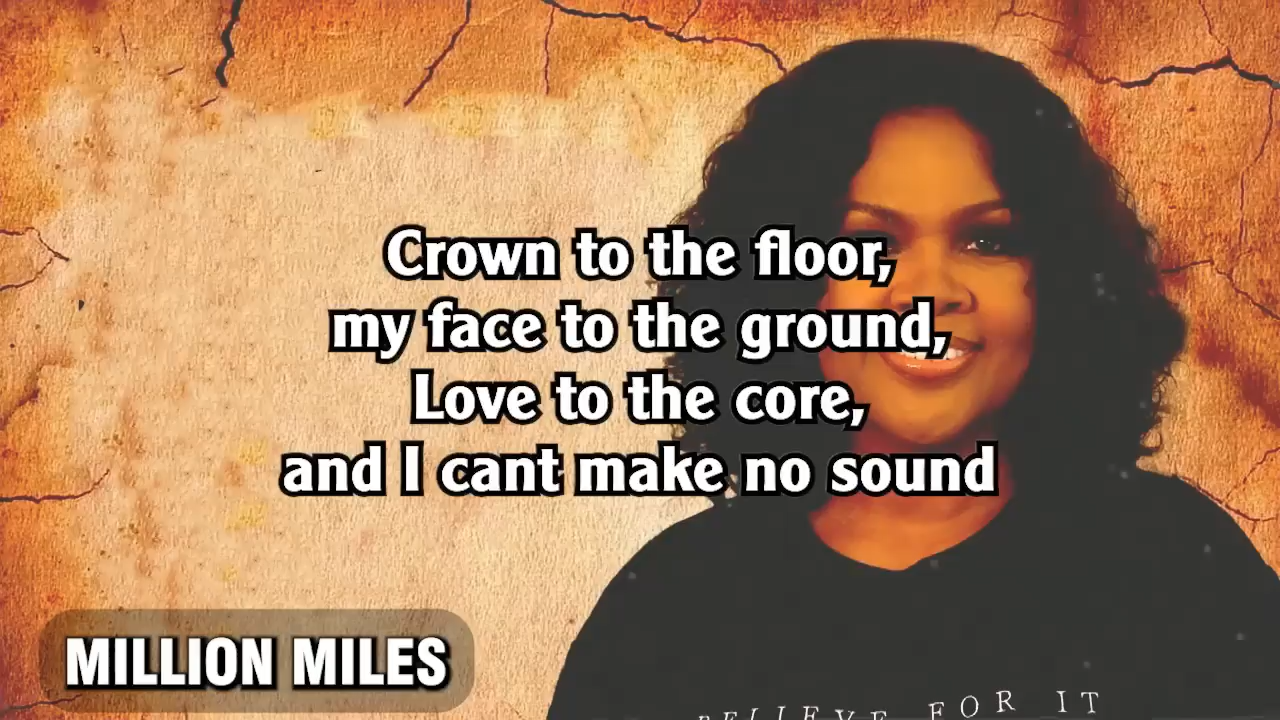 Crown to the floor,
my face to the ground,
Love to the core,
and I cant make no sound
MILLION MILES
BELIEVE FOR IT